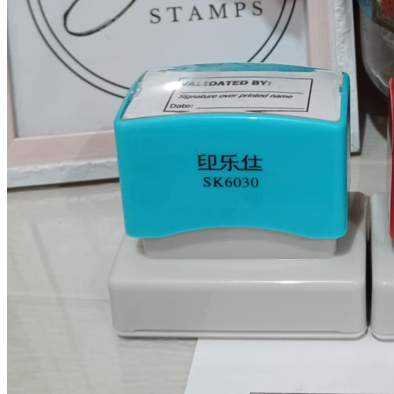 STAMPS
VALIDATED BY:
Signature over printed name
Date:
印乐仕
SK6030